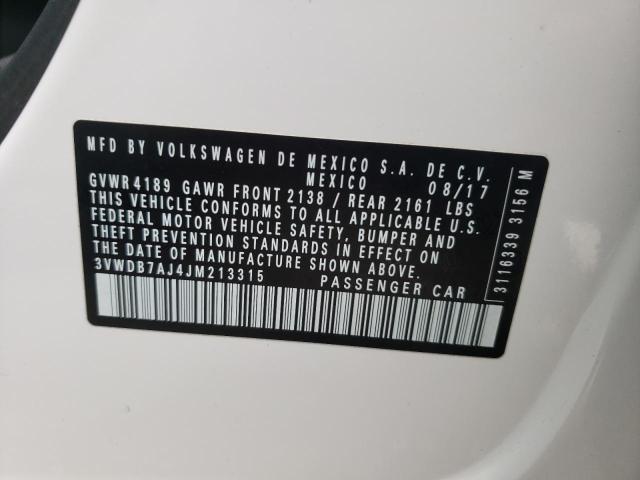 MFD BY VOLKSWAGEN DE MEXICO S.A. DE C.V.
MEXICO 08/17
GVWR 4189 GAWR FRONT 2138 / REAR 2161 LBS
THIS VEHICLE CONFORMS TO ALL APPLICABLE U.S.
FEDERAL MOTOR VEHICLE SAFETY, BUMPER AND
THEFT PREVENTION STANDARDS IN EFFECT ON
THE DATE OF MANUFACTURE SHOWN ABOVE.
3VWDB7AJ4JM213315 PASSENGER CAR
3116339 3156 M